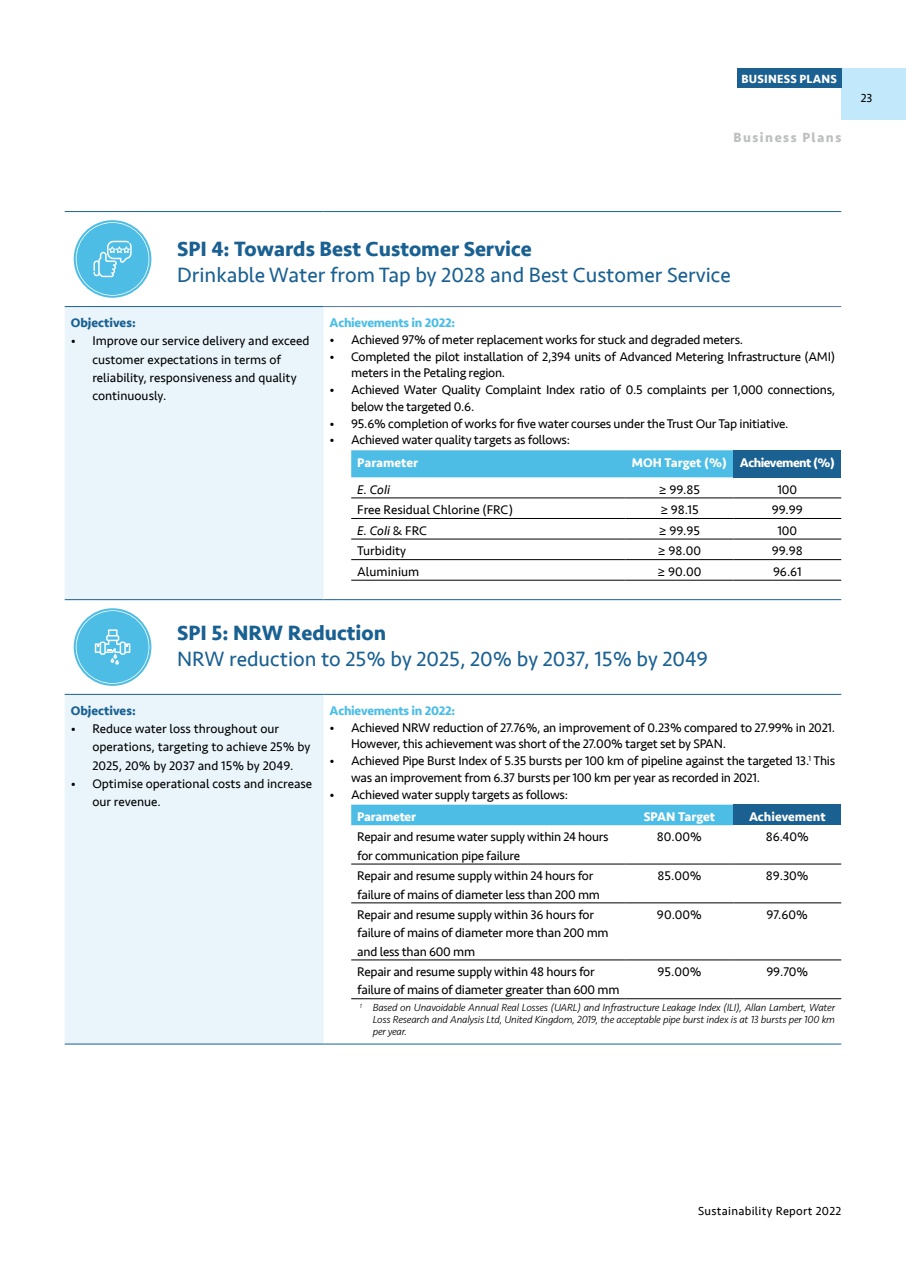 BUSINESS PLANS
23
Business Plans
SPI 4: Towards Best Customer Service
Drinkable Water from Tap by 2028 and Best Customer Service
Objectives:
• Improve our service delivery and exceed
customer expectations in terms of
reliability, responsiveness and quality
continuously.
Achievements in 2022:
• Achieved 97% of meter replacement works for stuck and degraded meters.
• Completed the pilot installation of 2,394 units of Advanced Metering Infrastructure (AMI)
meters in the Petaling region.
• Achieved Water Quality Complaint Index ratio of 0.5 complaints per 1,000 connections,
below the targeted 0.6.
• 95.6% completion of works for five water courses under the Trust Our Tap initiative.
• Achieved water quality targets as follows:
Parameter MOH Target (%) Achievement (%)
E. Coli ≥ 99.85 100
Free Residual Chlorine (FRC) ≥ 98.15 99.99
E. Coli & FRC ≥ 99.95 100
Turbidity ≥ 98.00 99.98
Aluminium ≥ 90.00 96.61
SPI 5: NRW Reduction
NRW reduction to 25% by 2025, 20% by 2037, 15% by 2049
Objectives:
• Reduce water loss throughout our
operations, targeting to achieve 25% by
2025, 20% by 2037 and 15% by 2049.
• Optimise operational costs and increase
our revenue.
Achievements in 2022:
• Achieved NRW reduction of 27.76%, an improvement of 0.23% compared to 27.99% in 2021.
However, this achievement was short of the 27.00% target set by SPAN.
• Achieved Pipe Burst Index of 5.35 bursts per 100 km of pipeline against the targeted 13.¹ This
was an improvement from 6.37 bursts per 100 km per year as recorded in 2021.
• Achieved water supply targets as follows:
Parameter SPAN Target Achievement
Repair and resume water supply within 24 hours 80.00% 86.40%
for communication pipe failure
Repair and resume supply within 24 hours for 85.00% 89.30%
failure of mains of diameter less than 200 mm
Repair and resume supply within 36 hours for 90.00% 97.60%
failure of mains of diameter more than 200 mm
and less than 600 mm
Repair and resume supply within 48 hours for 95.00% 99.70%
failure of mains of diameter greater than 600 mm
¹ Based on Unavoidable Annual Real Losses (UARL) and Infrastructure Leakage Index (ILI), Allan Lambert, Water
Loss Research and Analysis Ltd, United Kingdom, 2019, the acceptable pipe burst index is at 13 bursts per 100 km
per year.
Sustainability Report 2022